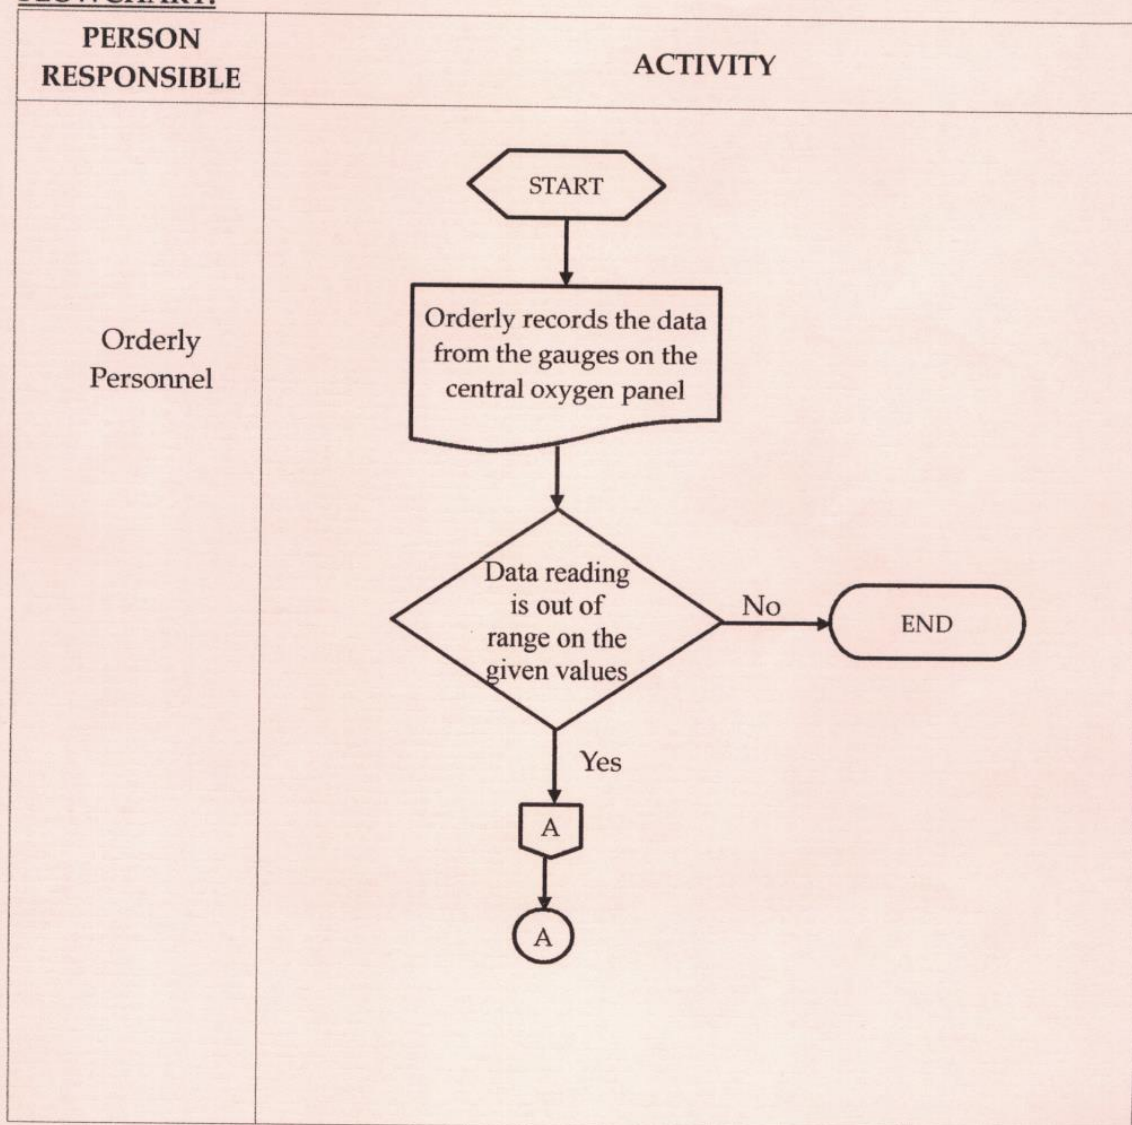 FLOWCHART:
PERSON
RESPONSIBLE
ACTIVITY
START
Orderly
Personnel
Orderly records the data
from the gauges on the
central oxygen panel
Data reading
is out of
range on the
given values
No
END
Yes
A
A